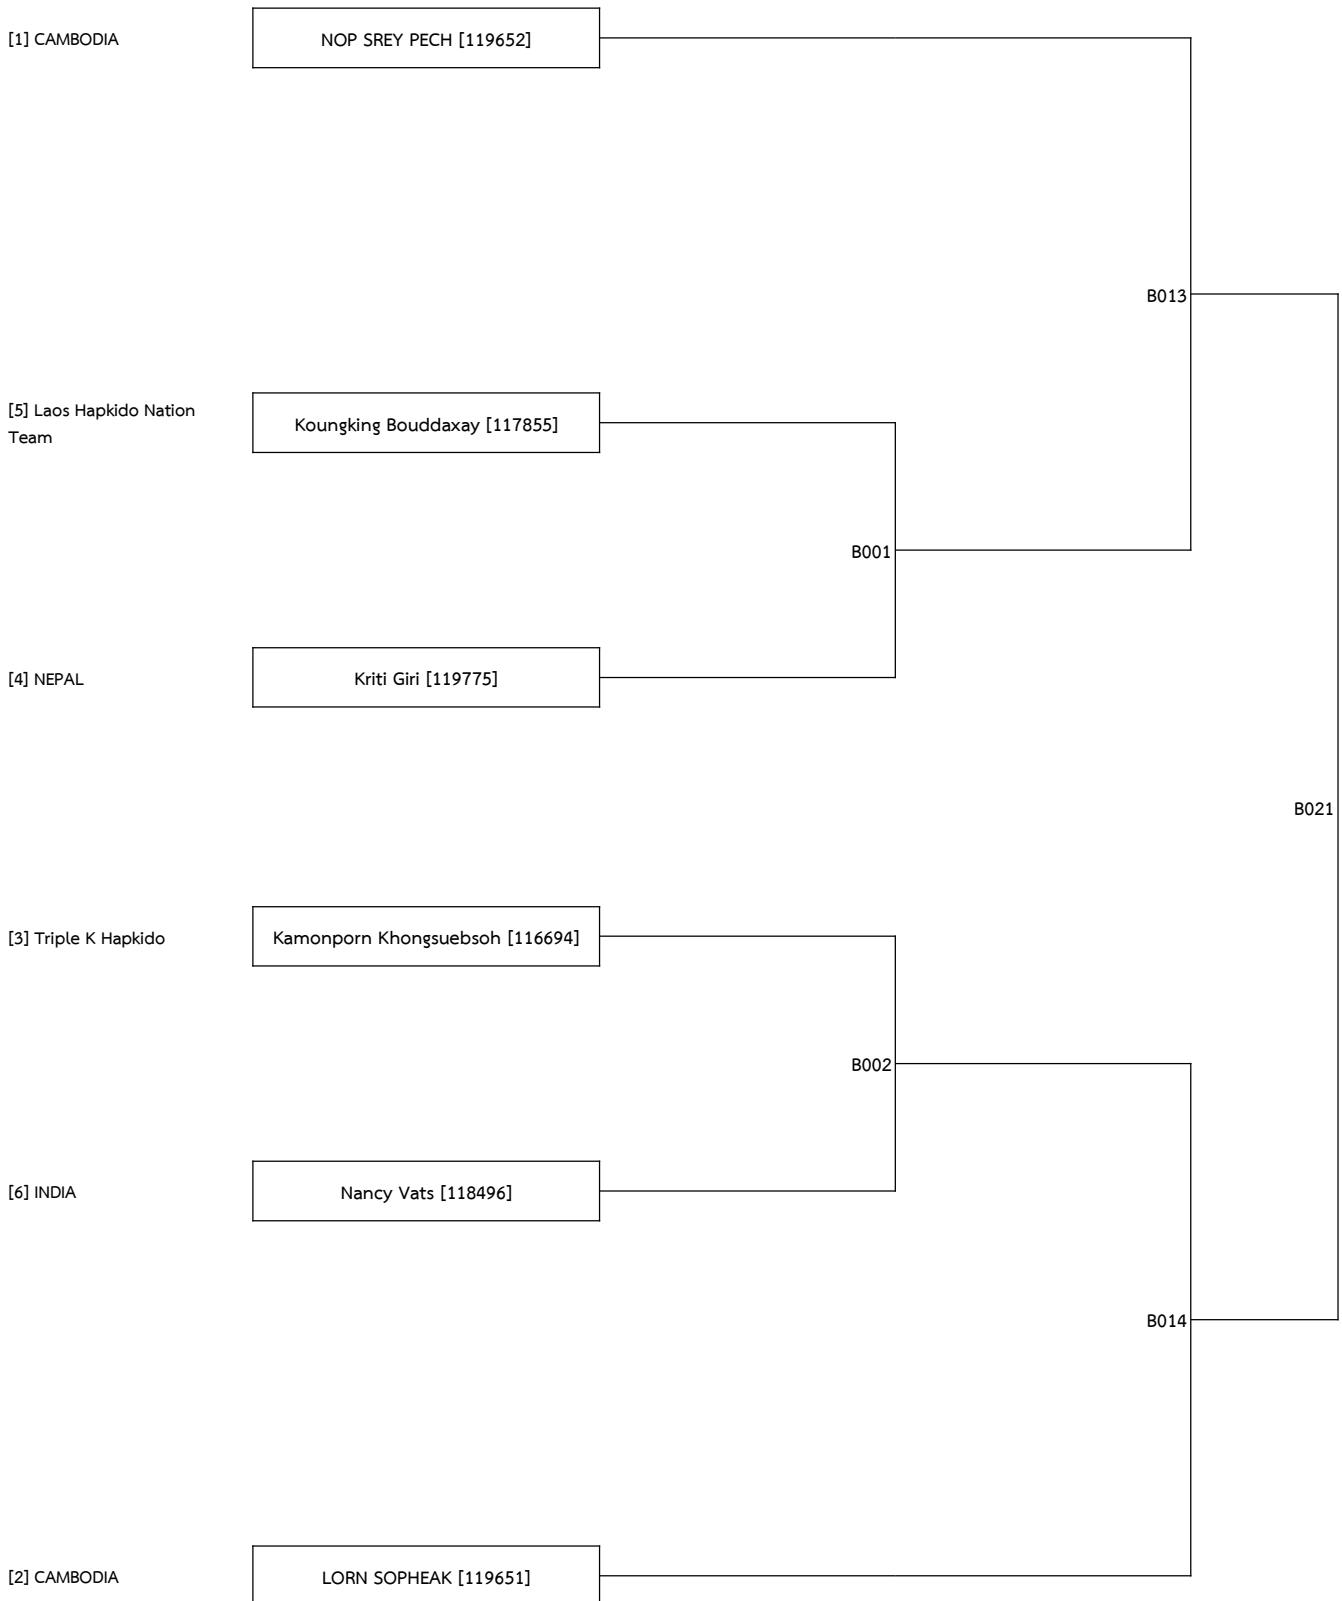 [1] CAMBODIA
NOP SREY PECH [119652]
B013
[5] Laos Hapkido Nation
Team
Koungking Bouddaxay [117855]
B001
[4] NEPAL
Kriti Giri [119775]
B021
[3] Triple K Hapkido
Kamonporn Khongsuebsoh [116694]
B002
[6] INDIA
Nancy Vats [118496]
B014
[2] CAMBODIA
LORN SOPHEAK [119651]